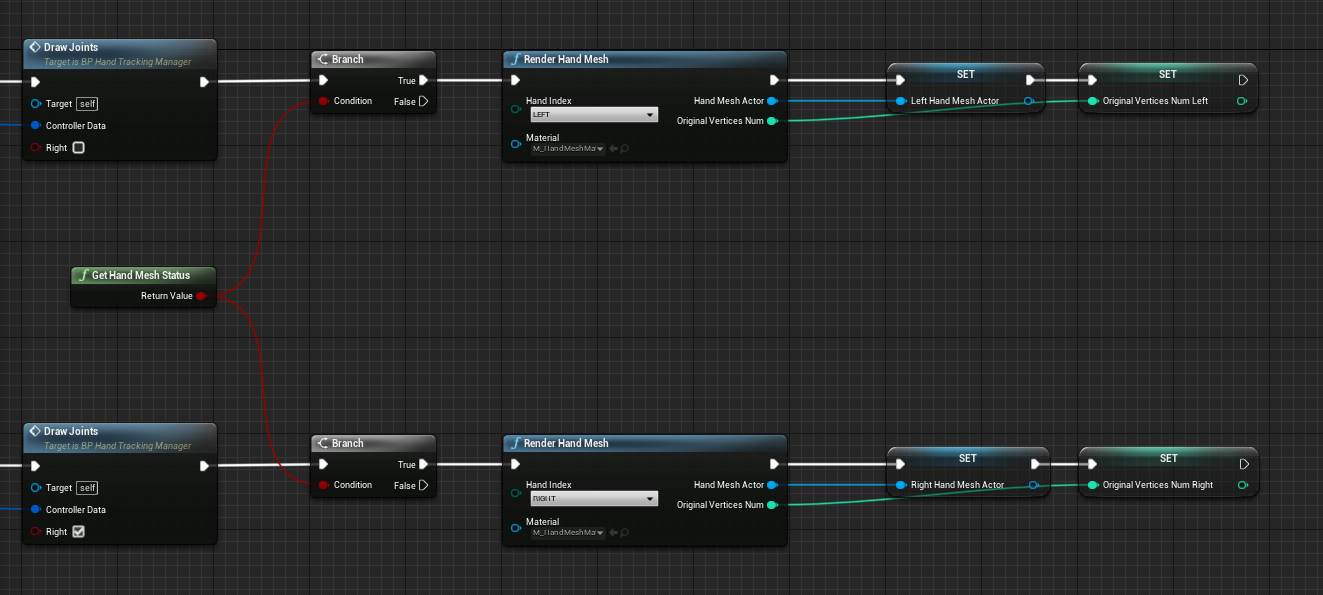 Draw Joints
Target is BP Hand Tracking Manager
Target self
Controller Data
Right
Branch
True
Condition
False
Render Hand Mesh
Hand Index
LEFT
Material
M_HandMeshMa
Hand Mesh Actor
Original Vertices Num
SET
Left Hand Mesh Actor
SET
Original Vertices Num Left
Get Hand Mesh Status
Return Value
Draw Joints
Target is BP Hand Tracking Manager
Target self
Controller Data
Right
Branch
True
Condition
False
Render Hand Mesh
Hand Index
RIGHT
Material
M_HandMeshMa
Hand Mesh Actor
Original Vertices Num
SET
Right Hand Mesh Actor
SET
Original Vertices Num Right